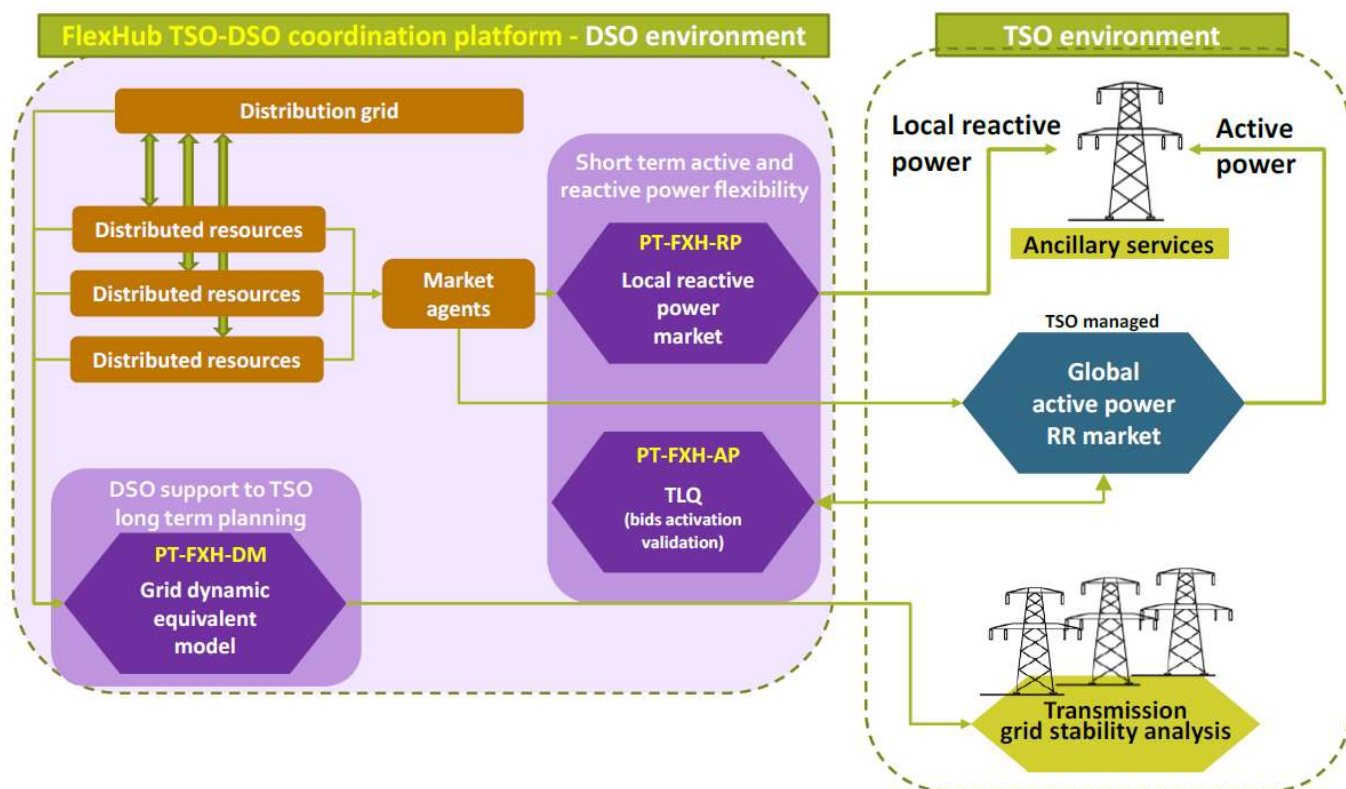 FlexHub TSO-DSO coordination platform - DSO environment
Distribution grid
Distributed resources
Distributed resources
Distributed resources
Market
agents
Short term active and
reactive power flexibility
PT-FXH-RP
Local reactive
power
market
PT-FXH-AP
TLQ
(bids activation
validation)
DSO support to TSO
long term planning
PT-FXH-DM
Grid dynamic
equivalent
model
TSO environment
Local reactive
power
Active
power
Ancillary services
TSO managed
Global
active power
RR market
Transmission
grid stability analysis